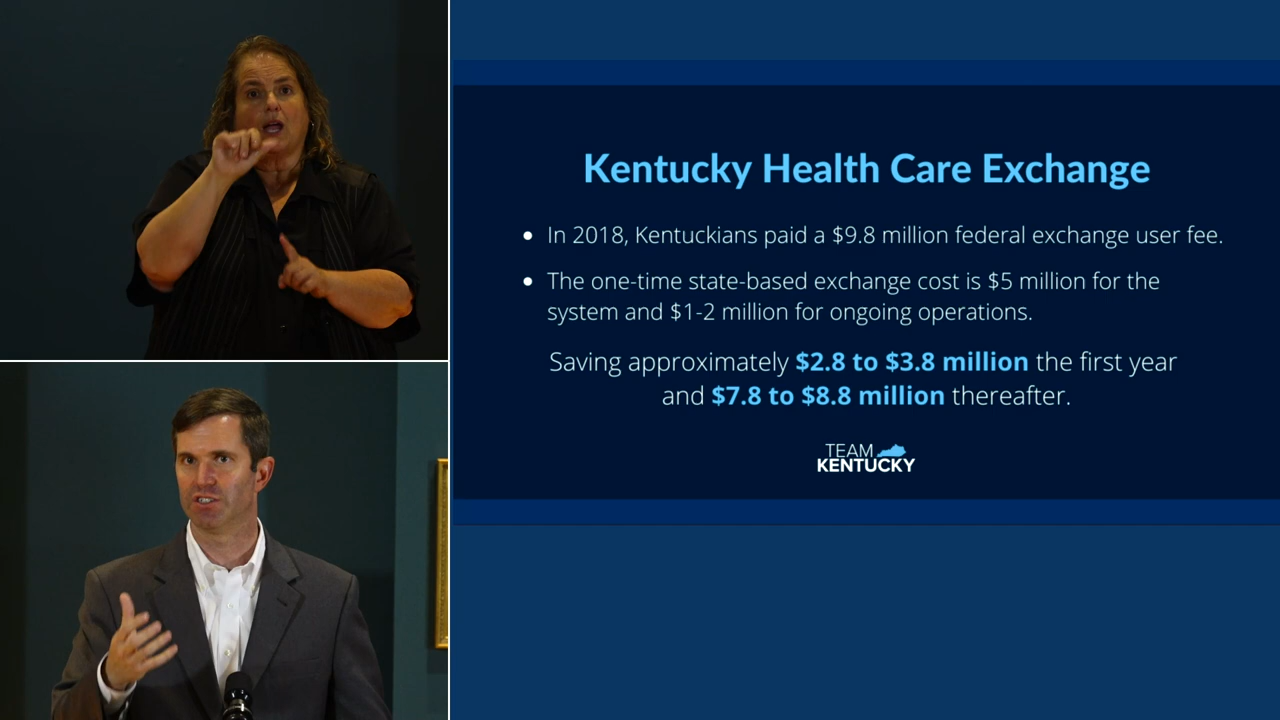 Kentucky Health Care Exchange
• In 2018, Kentuckians paid a $9.8 million federal exchange user fee.
• The one-time state-based exchange cost is $5 million for the
system and $1-2 million for ongoing operations.
Saving approximately $2.8 to $3.8 million the first year
and $7.8 to $8.8 million thereafter.
TEAM
KENTUCKY